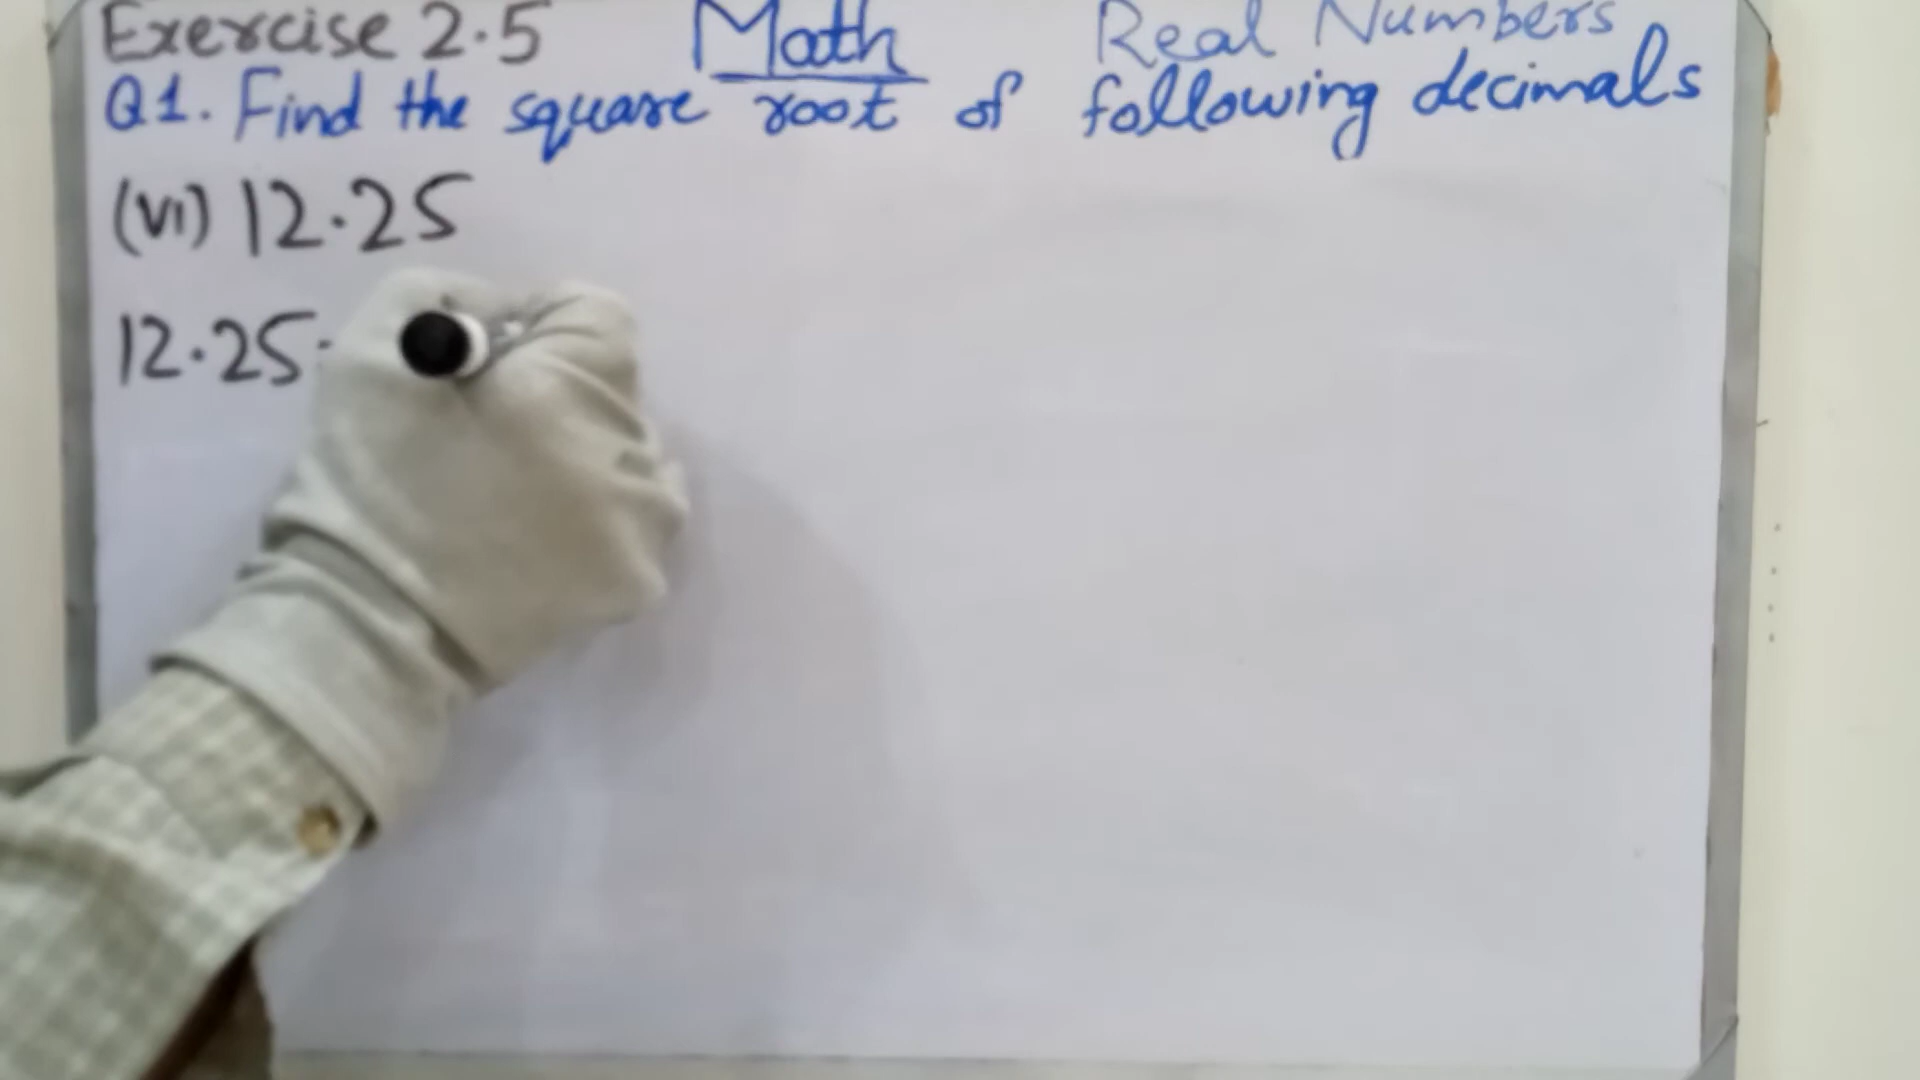 Exercise 2.5 Math Real Numbers
Q1. Find the square root of following decimals
(VI) 12.25
12.25